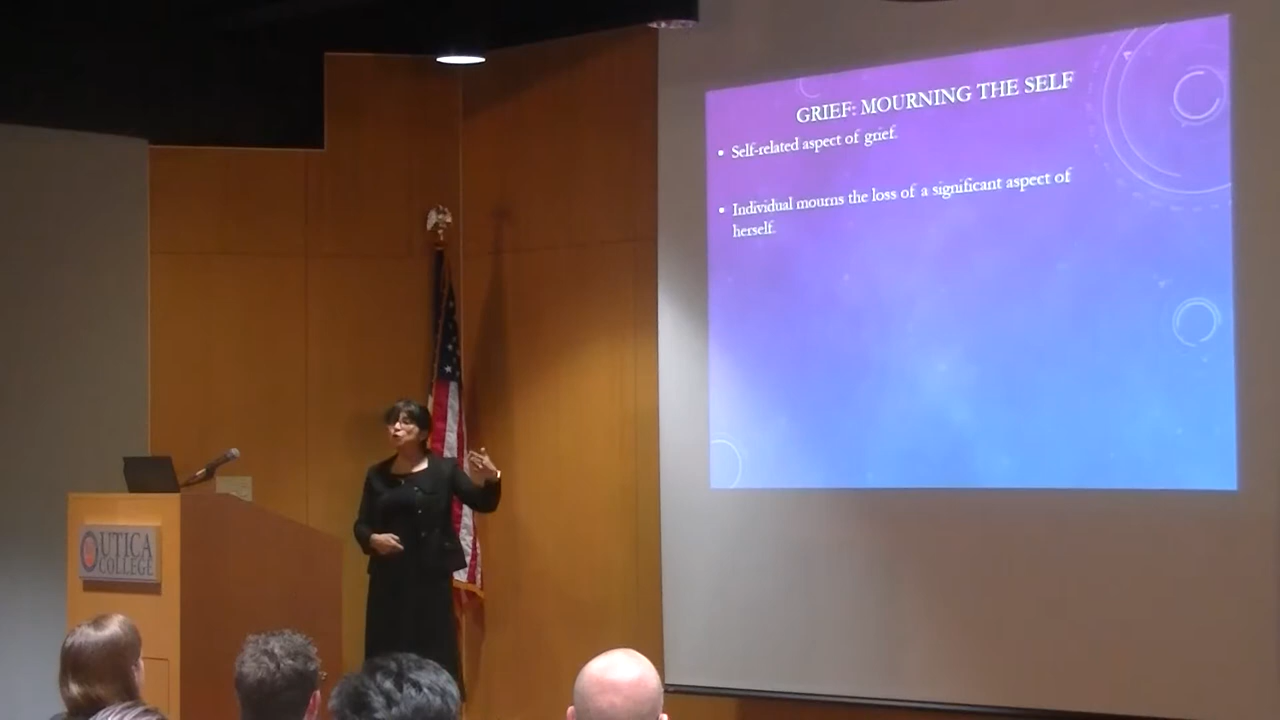 GRIEF: MOURNING THE SELF
• Self-related aspect of grief.
• Individual mourns the loss of a significant aspect of
herself.
UTICA
COLLEGE